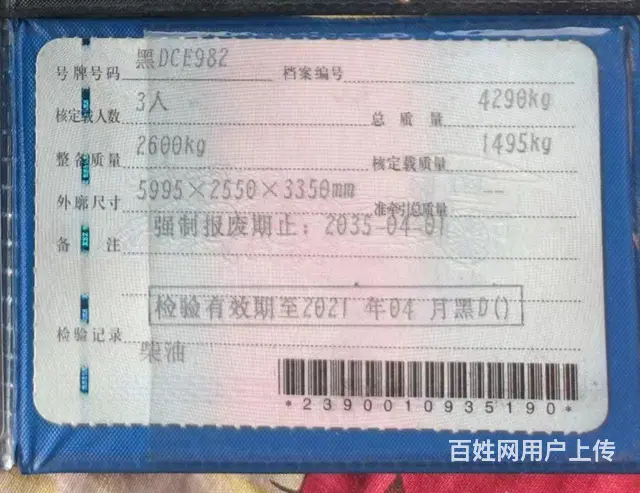 号牌号码 黑DCE982 档案编号
核定载人数 3人 总质量 4290kg
整备质量 2600kg 核定载质量 1495kg
外廓尺寸 5995×2550×3350mm 准牵引总质量 --
备注 强制报废期止：2035-04-01
检验有效期至2021 年04 月黑D()
检验记录
柴油
*2390010935190*
百姓网用户上传